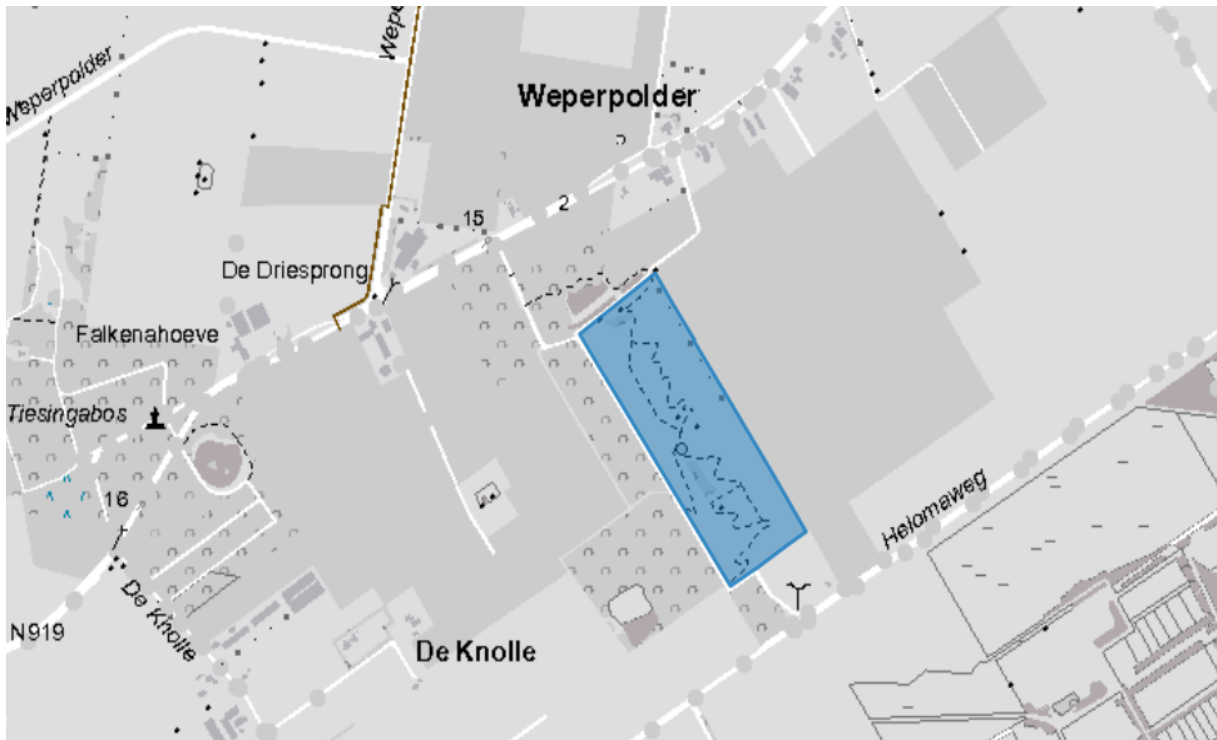 Weperpolder
Wepe
Weperpolder
2
15
De Driesprong
Falkenahoeve
Tiesingabos
16
Helomaweg
De Knolle
N919
De Knolle